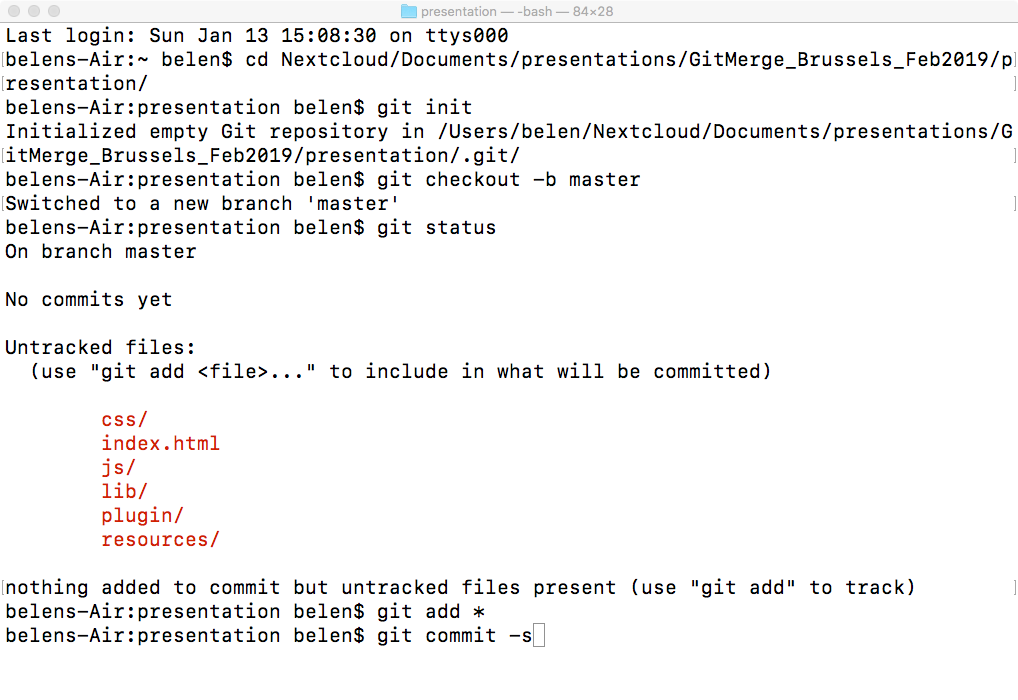 presentation — -bash — 84×28
Last login: Sun Jan 13 15:08:30 on ttys000
belens-Air:~ belen$ cd Nextcloud/Documents/presentations/GitMerge_Brussels_Feb2019/p
resentation/
belens-Air:presentation belen$ git init
Initialized empty Git repository in /Users/belen/Nextcloud/Documents/presentations/G
itMerge_Brussels_Feb2019/presentation/.git/
belens-Air:presentation belen$ git checkout -b master
Switched to a new branch 'master'
belens-Air:presentation belen$ git status
On branch master
No commits yet
Untracked files:
  (use "git add <file>..." to include in what will be committed)
        css/
        index.html
        js/
        lib/
        plugin/
        resources/
nothing added to commit but untracked files present (use "git add" to track)
belens-Air:presentation belen$ git add *
belens-Air:presentation belen$ git commit -s